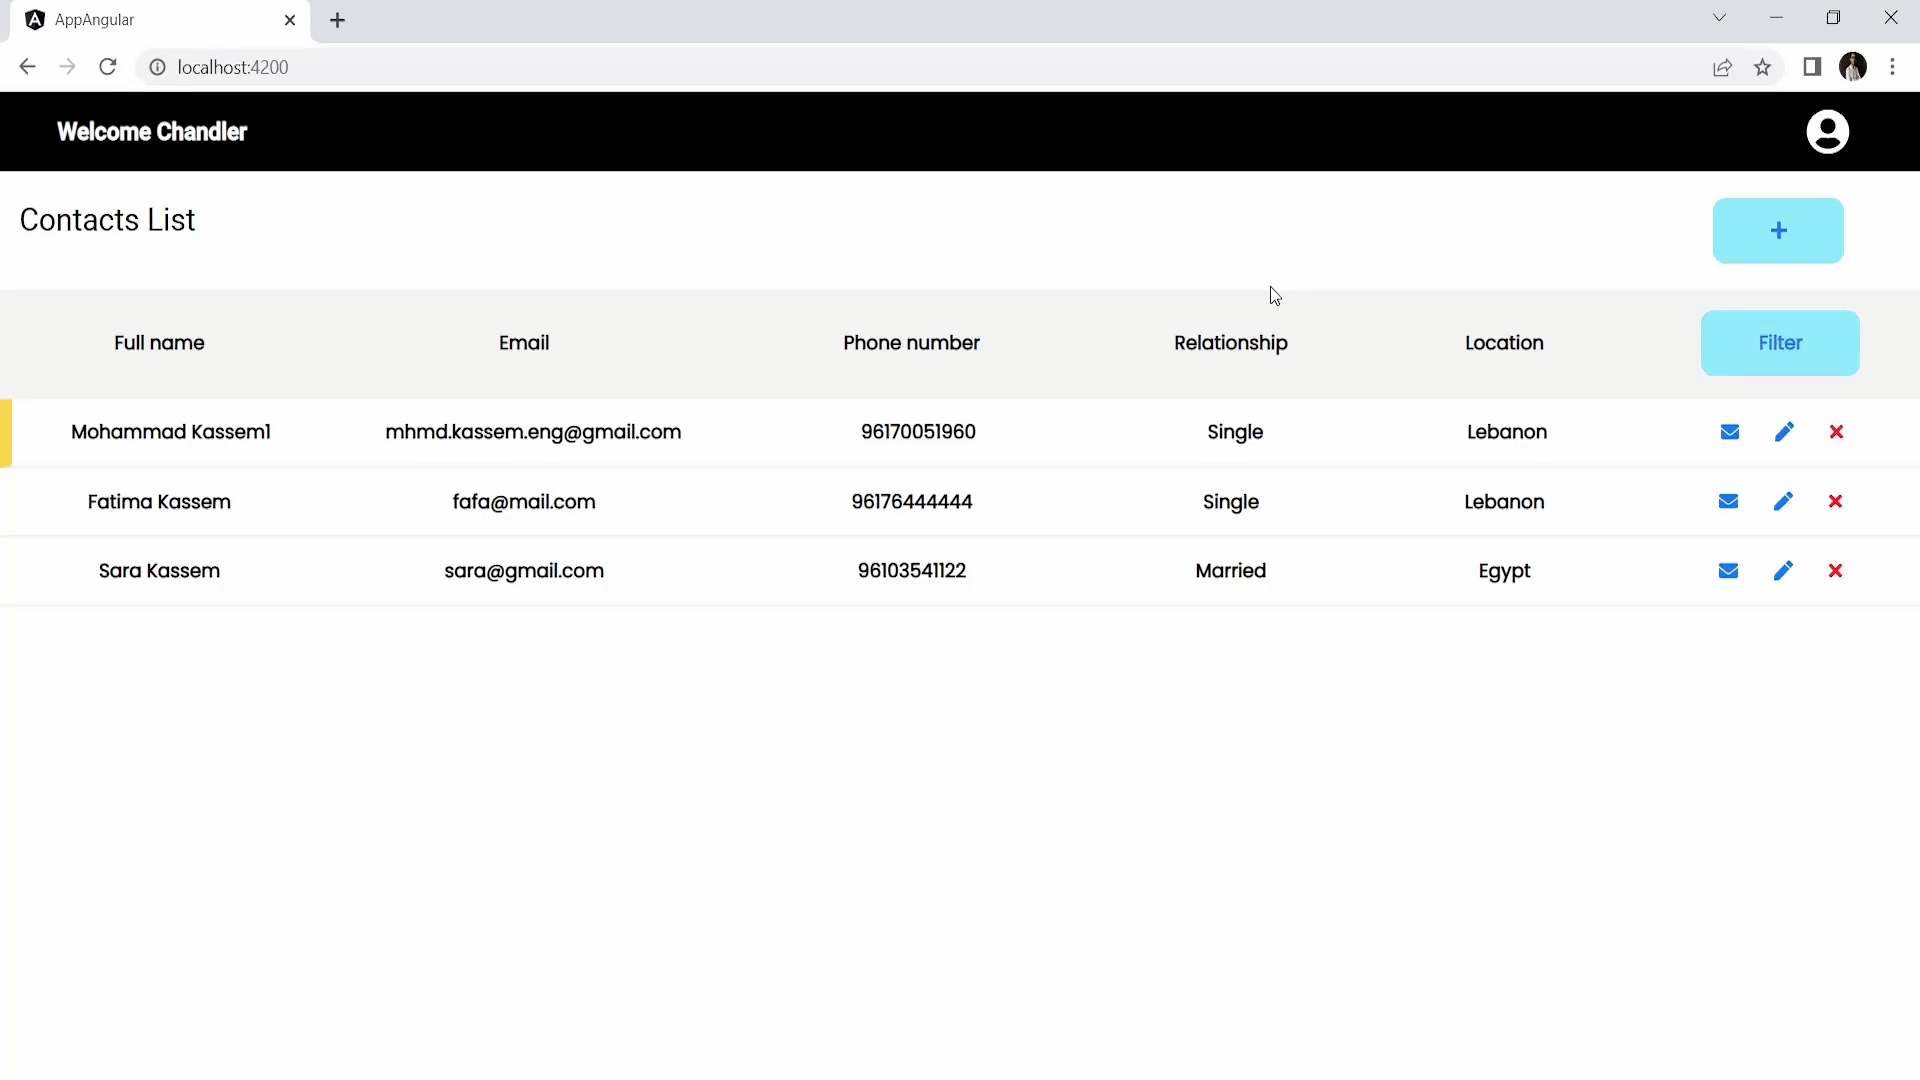 AppAngular
localhost:4200
Welcome Chandler
Contacts List
+
Full name Email Phone number Relationship Location Filter
Mohammad Kassem1 mhmd.kassem.eng@gmail.com 96170051960 Single Lebanon
Fatima Kassem fafa@mail.com 96176444444 Single Lebanon
Sara Kassem sara@gmail.com 96103541122 Married Egypt